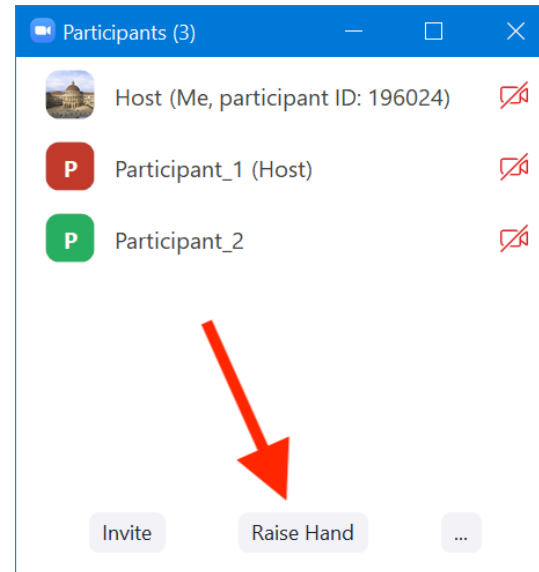 Participants (3)
Host (Me, participant ID: 196024)
P Participant_1 (Host)
P Participant_2
Invite Raise Hand ...